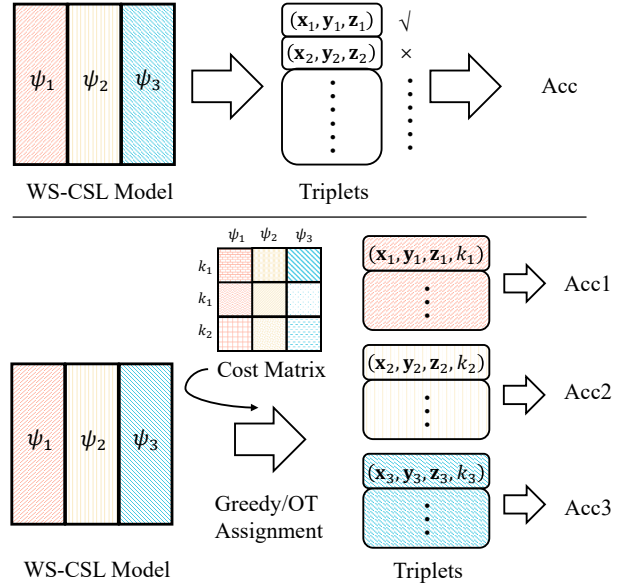 ψ1 ψ2 ψ3
(x1, y1, z1) √
(x2, y2, z2) ×
Acc
WS-CSL Model
Triplets
ψ1 ψ2 ψ3
k1
k1
k2
Cost Matrix
ψ1 ψ2 ψ3
WS-CSL Model
Greedy/OT
Assignment
(x1, y1, z1, k1)
Acc1
(x2, y2, z2, k2)
Acc2
(x3, y3, z3, k3)
Acc3
Triplets